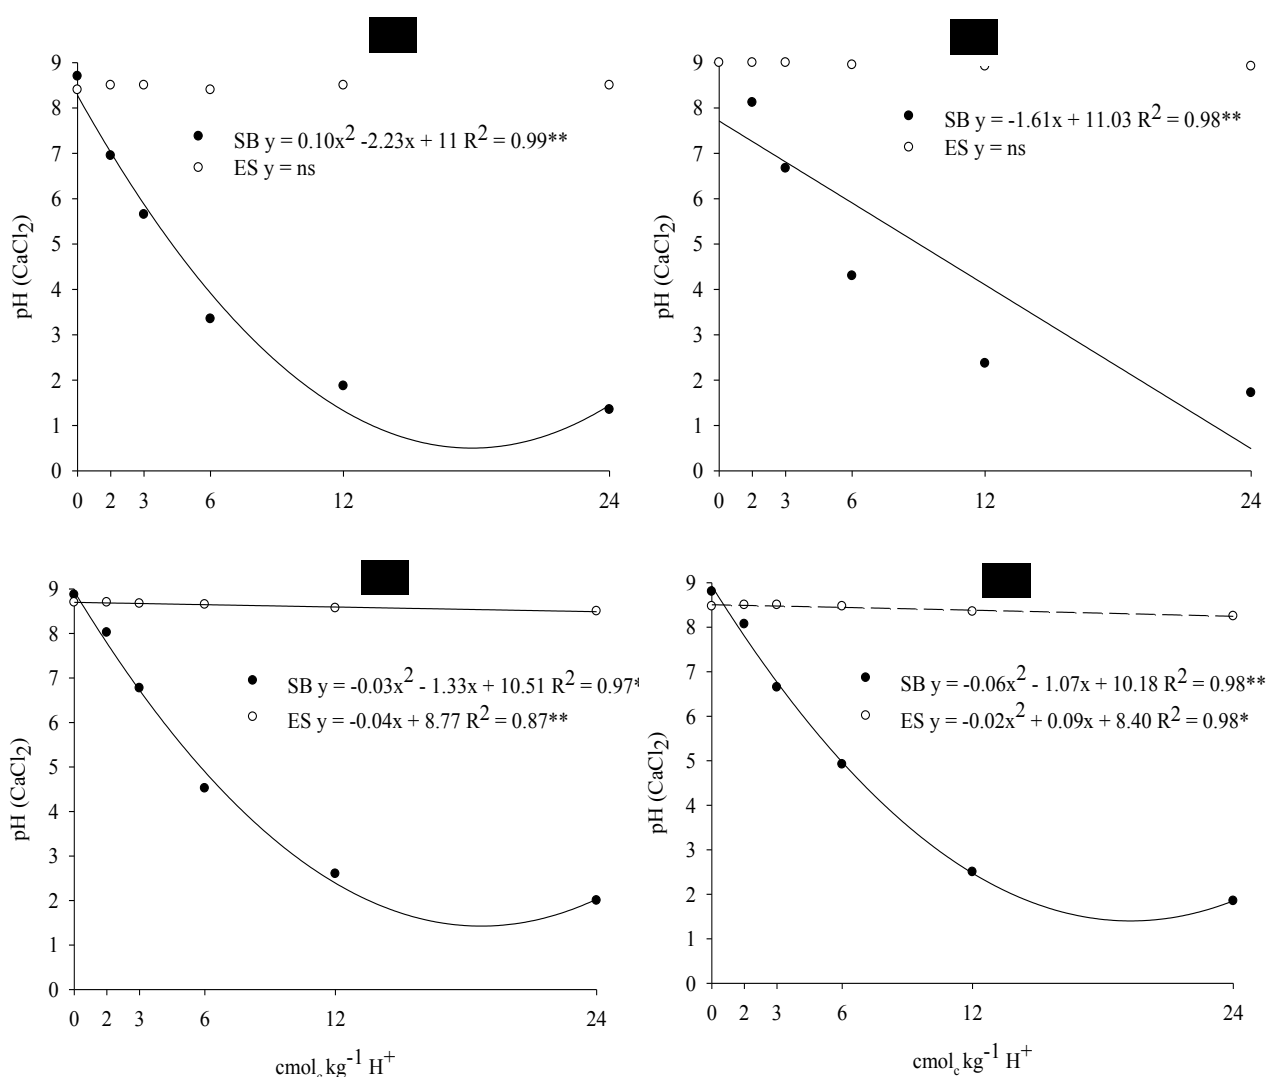 9
8
7
6
5
4
3
2
1
0
pH (CaCl2)
SB y = 0.10x2 -2.23x + 11 R2 = 0.99**
ES y = ns
0 2 3 6 12 24
9
8
7
6
5
4
3
2
1
0
pH (CaCl2)
SB y = -1.61x + 11.03 R2 = 0.98**
ES y = ns
0 2 3 6 12 24
9
8
7
6
5
4
3
2
1
0
pH (CaCl2)
SB y = -0.03x2 - 1.33x + 10.51 R2 = 0.97*
ES y = -0.04x + 8.77 R2 = 0.87**
0 2 3 6 12 24
cmolc kg-1 H+
9
8
7
6
5
4
3
2
1
0
pH (CaCl2)
SB y = -0.06x2 - 1.07x + 10.18 R2 = 0.98**
ES y = -0.02x2 + 0.09x + 8.40 R2 = 0.98*
0 2 3 6 12 24
cmolc kg-1 H+